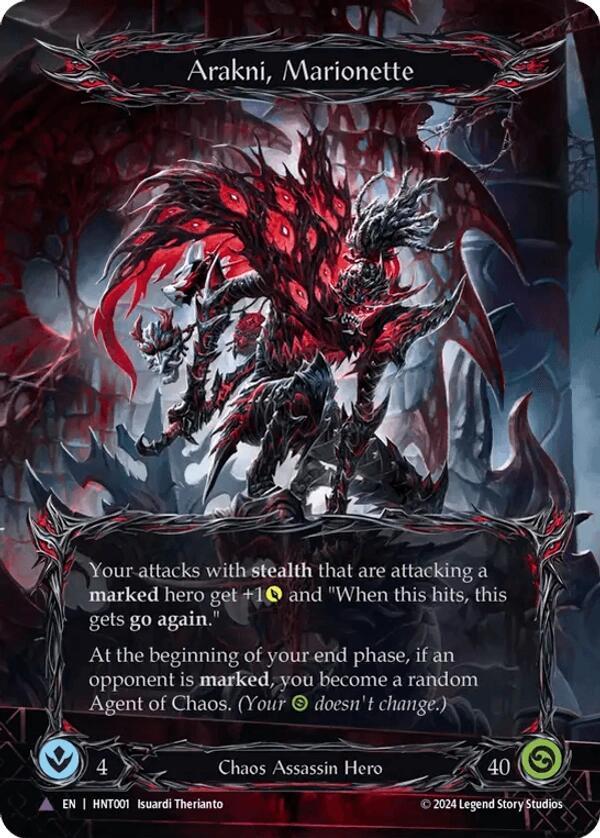 Arakni, Marionette
Your attacks with stealth that are attacking a
marked hero get +1 and "When this hits, this
gets go again."
At the beginning of your end phase, if an
opponent is marked, you become a random
Agent of Chaos. (Your doesn't change.)
4 Chaos Assassin Hero 40
EN | HNT001 Isuardi Therianto © 2024 Legend Story Studios